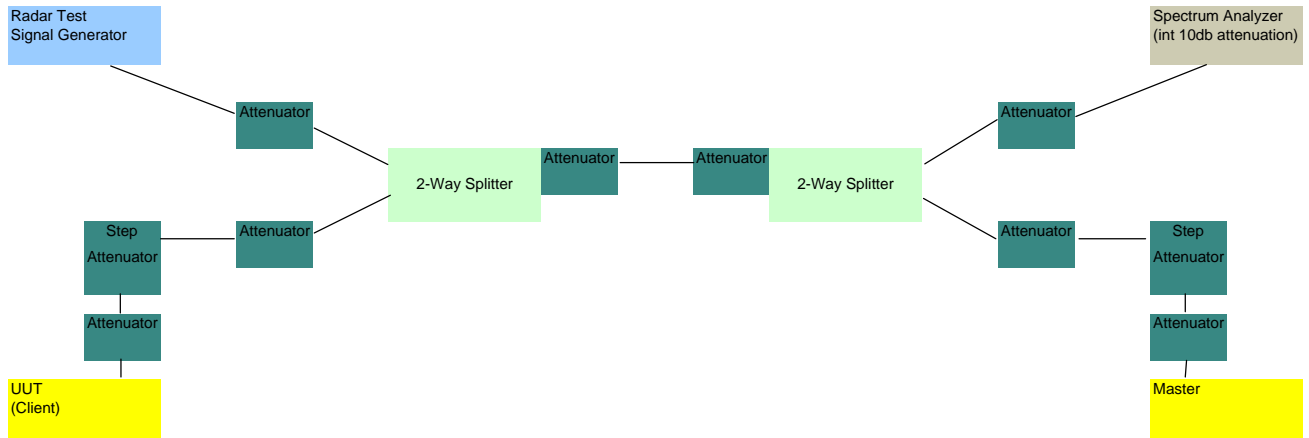 Radar Test
Signal Generator
Spectrum Analyzer
(int 10db attenuation)
Attenuator
Attenuator
2-Way Splitter
Attenuator
Attenuator
2-Way Splitter
Step
Attenuator
Attenuator
Attenuator
Step
Attenuator
Attenuator
Attenuator
UUT
(Client)
Master